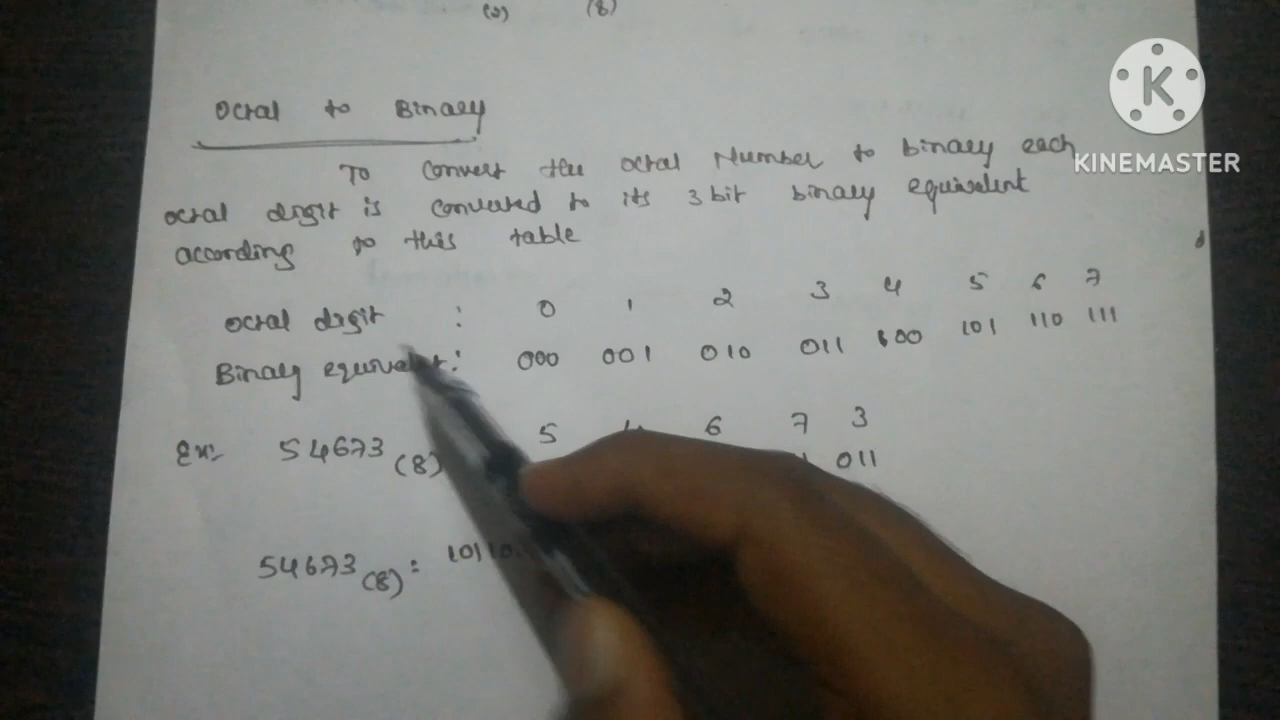 (2) (8)
K
KINEMASTER
Octal to Binary
To convert the octal Number to binary each
octal digit is converted to its 3 bit binary equivalent
according to this table
Octal digit : 0 1 2 3 4 5 6 7
Binary equivalent : 000 001 010 011 100 101 110 111
Ex:- 54673 (8) 5 6 7 3
011
54673 (8) = 10110